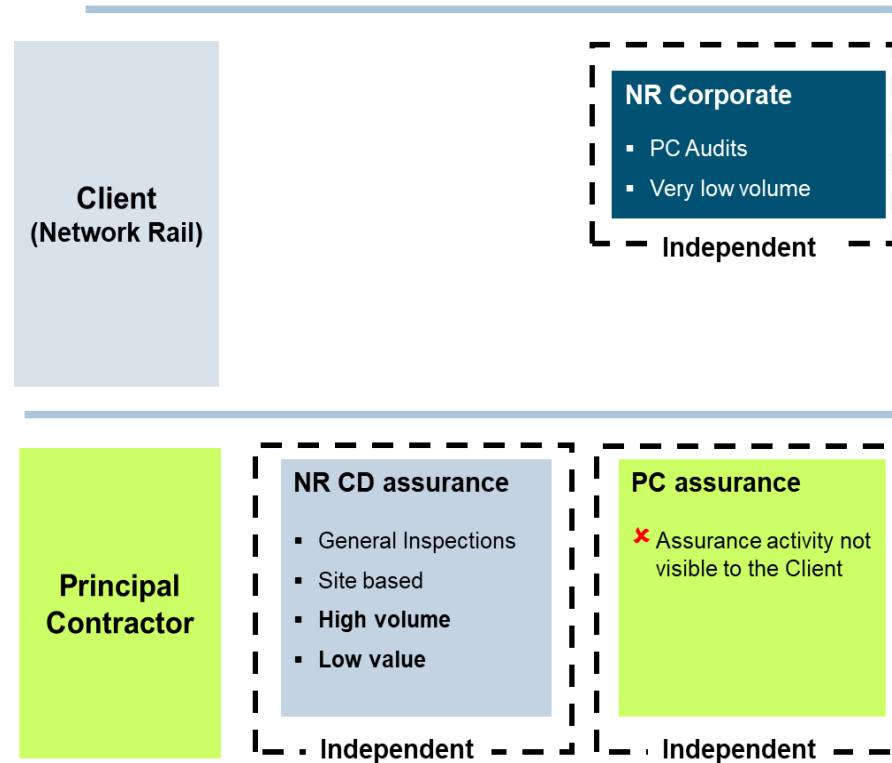 NR Corporate
PC Audits
Very low volume
Independent
Client
(Network Rail)
NR CD assurance
General Inspections
Site based
High volume
Low value
Independent
PC assurance
✘ Assurance activity not
visible to the Client
Independent
Principal
Contractor